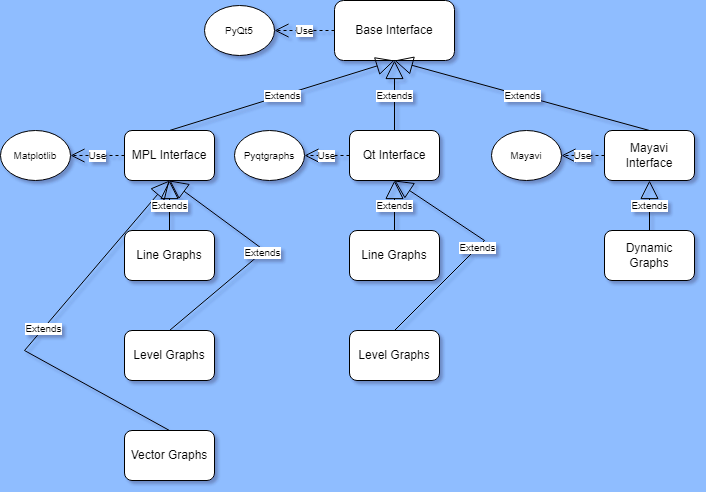 PyQt5
Use
Base Interface
Extends
Extends
Extends
Matplotlib
Use
MPL Interface
Pyqtgraphs
Use
Qt Interface
Mayavi
Use
Mayavi
Interface
Extends
Extends
Extends
Line Graphs
Extends
Line Graphs
Extends
Dynamic
Graphs
Extends
Level Graphs
Level Graphs
Vector Graphs